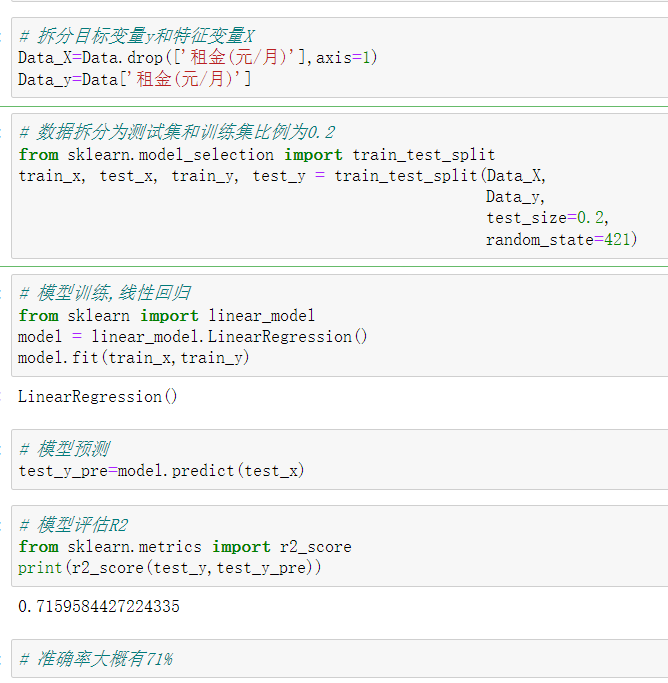 # 拆分目标变量y和特征变量X
Data_X=Data.drop(['租金(元/月)'],axis=1)
Data_y=Data['租金(元/月)']
# 数据拆分为测试集和训练集比例为0.2
from sklearn.model_selection import train_test_split
train_x, test_x, train_y, test_y = train_test_split(Data_X,
Data_y,
test_size=0.2,
random_state=421)
# 模型训练,线性回归
from sklearn import linear_model
model = linear_model.LinearRegression()
model.fit(train_x,train_y)
LinearRegression()
# 模型预测
test_y_pre=model.predict(test_x)
# 模型评估R2
from sklearn.metrics import r2_score
print(r2_score(test_y,test_y_pre))
0.7159584427224335
# 准确率大概有71%